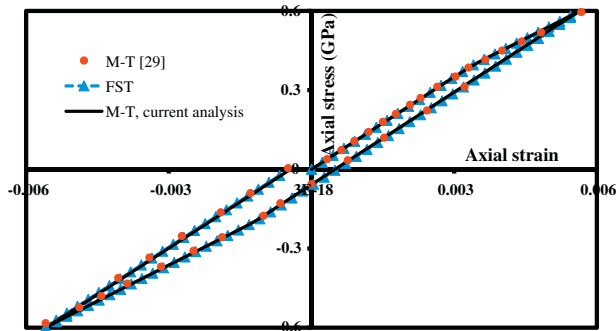 0.6
M-T [29]
FST
M-T, current analysis
Axial stress (GPa)
0.3
Axial strain
-0.006
-0.003
0.003
0.006
-0.3